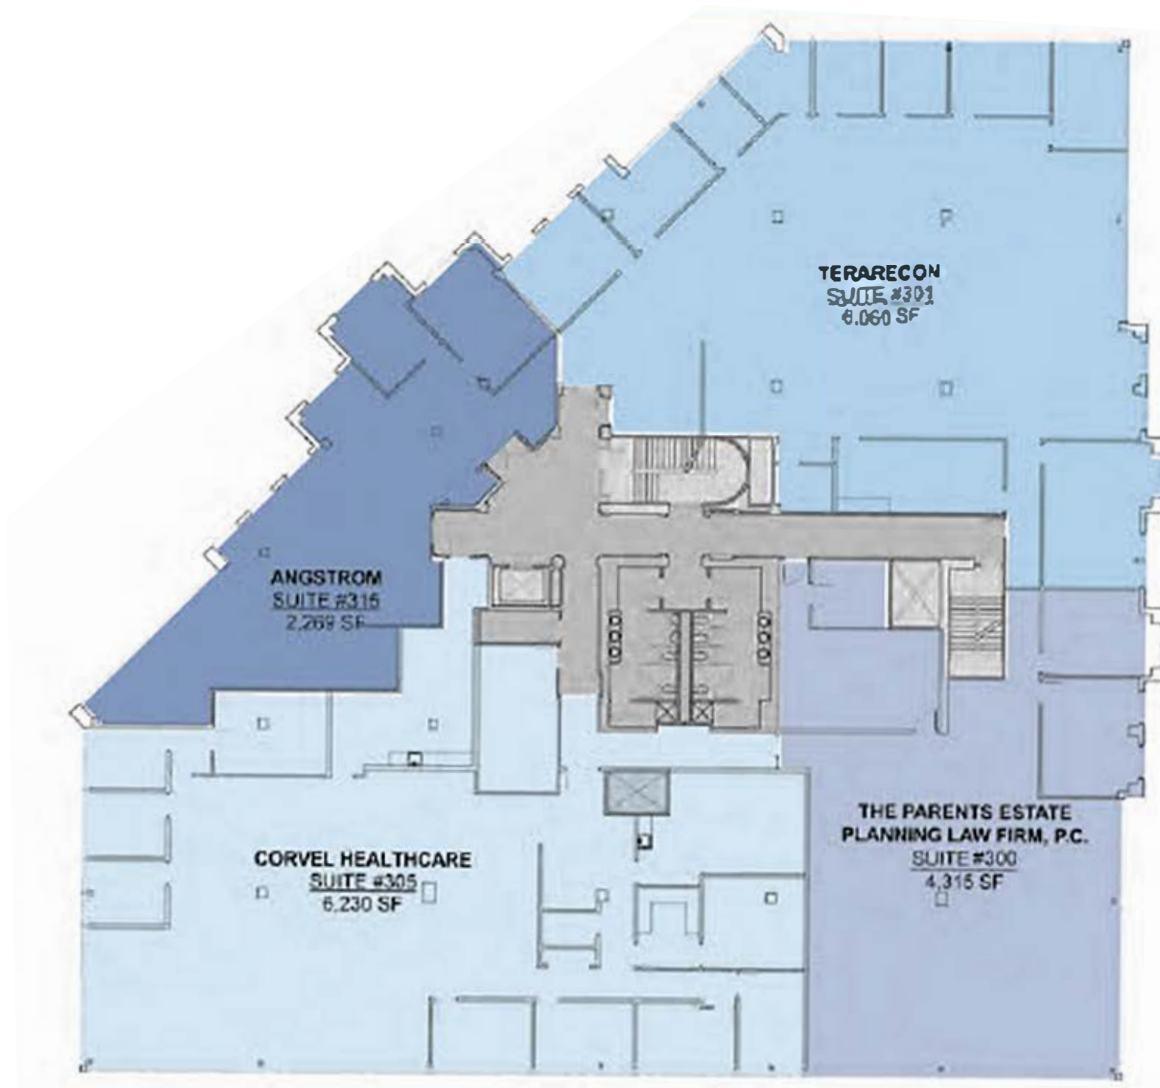 TERARECON
SUITE #301
6,060 SF
ANGSTROM
SUITE #315
2,269 SF
THE PARENTS ESTATE
PLANNING LAW FIRM, P.C.
SUITE #300
4,315 SF
CORVEL HEALTHCARE
SUITE #305
6,230 SF